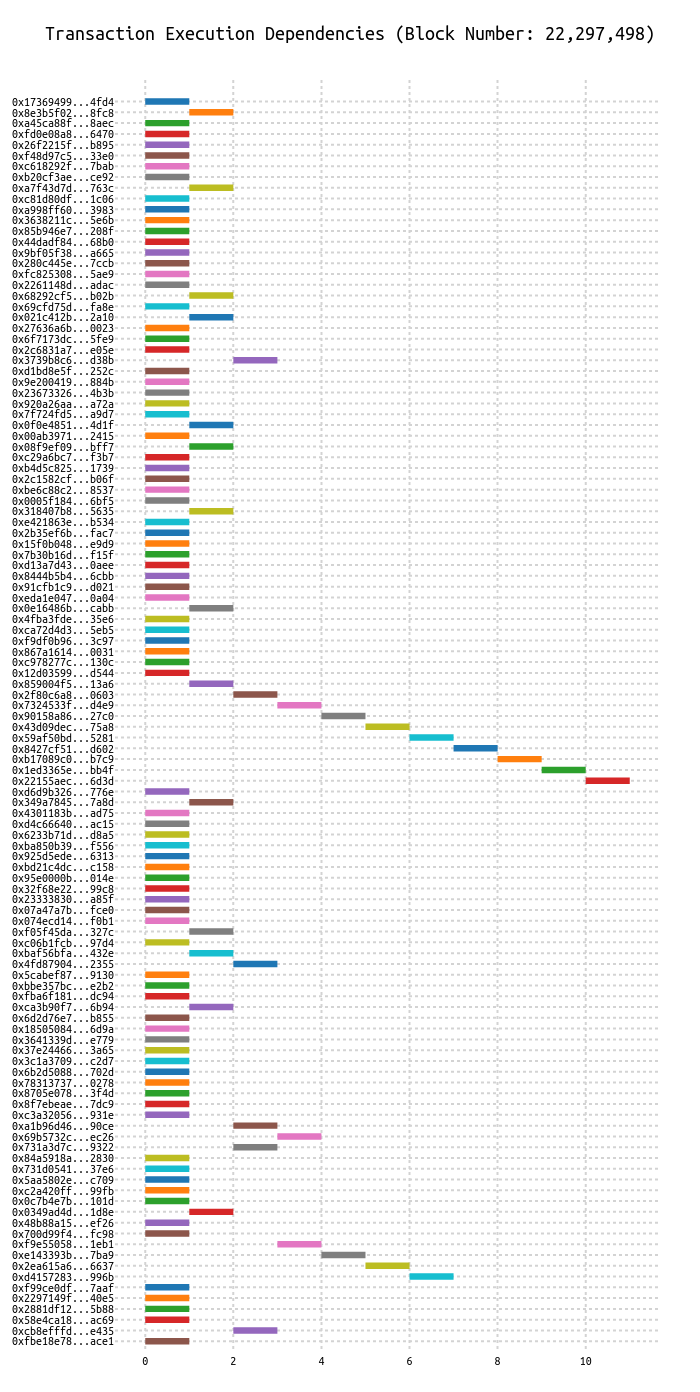 Transaction Execution Dependencies (Block Number: 22,297,498)
0x17369499...4fd4
0x8e3b5f02...8fc8
0xa45ca88f...8aec
0xfd0e08a8...6470
0x26f2215f...b895
0xf48d97c5...33e0
0xc618292f...7bab
0xb20cf3ae...ce92
0xa7f43d7d...763c
0xc81d80df...1c06
0xa998ff60...3983
0x3638211c...5e6b
0x85b946e7...208f
0x44dadf84...68b0
0x9bf05f38...a665
0x280c445e...7ccb
0xfc825308...5ae9
0x2261148d...adac
0x68292cf5...b02b
0x69cfd75d...fa8e
0x021c412b...2a10
0x27636a6b...0023
0x6f7173dc...5fe9
0x2c6831a7...e05e
0x3739b8c6...d38b
0xd1bd8e5f...252c
0x9e200419...884b
0x23673326...4b3b
0x920a26aa...a72a
0x7f724fd5...a9d7
0x0f0e4851...4d1f
0x00ab3971...2415
0x08f9ef09...bff7
0xc29a6bc7...f3b7
0xb4d5c825...1739
0x2c1582cf...b06f
0xbe6c88c2...8537
0x0005f184...6bf5
0x318407b8...5635
0xe421863e...b534
0x2b35ef6b...fac7
0x15f0b048...e9d9
0x7b30b16d...f15f
0xd13a7d43...0aee
0x8444b5b4...6cbb
0x91cfb1c9...d021
0xeda1e047...0a04
0x0e16486b...cabb
0x4fba3fde...35e6
0xca72d4d3...5eb5
0xf9df0b96...3c97
0x867a1614...0031
0xc978277c...130c
0x12d03599...d544
0x859004f5...13a6
0x2f80c6a8...0603
0x7324533f...d4e9
0x90158a86...27c0
0x43d09dec...75a8
0x59af50bd...5281
0x8427cf51...d602
0xb17089c0...b7c9
0x1ed3365e...bb4f
0x22155aec...6d3d
0xd6d9b326...776e
0x349a7845...7a8d
0x4301183b...ad75
0xd4c66640...ac15
0x6233b71d...d8a5
0xba850b39...f556
0x925d5ede...6313
0xbd21c4dc...c158
0x95e0000b...014e
0x32f68e22...99c8
0x23333830...a85f
0x07a47a7b...fce0
0x074ecd14...f0b1
0xf05f45da...327c
0xc06b1fcb...97d4
0xbaf56bfa...432e
0x4fd87904...2355
0x5cabef87...9130
0xbbe357bc...e2b2
0xfba6f181...dc94
0xca3b90f7...6b94
0x6d2d76e7...b855
0x18505084...6d9a
0x3641339d...e779
0x37e24466...3a65
0x3c1a3709...c2d7
0x6b2d5088...702d
0x78313737...0278
0x8705e078...3f4d
0x8f7ebeae...7dc9
0xc3a32056...931e
0xa1b96d46...90ce
0x69b5732c...ec26
0x731a3d7c...9322
0x84a5918a...2830
0x731d0541...37e6
0x5aa5802e...c709
0xc2a420ff...99fb
0x0c7b4e7b...101d
0x0349ad4d...1d8e
0x48b88a15...ef26
0x700d99f4...fc98
0xf9e55058...1eb1
0xe143393b...7ba9
0x2ea615a6...6637
0xd4157283...996b
0xf99ce0df...7aaf
0x2297149f...40e5
0x2881df12...5b88
0x58e4ca18...ac69
0xcb8efffd...e435
0xfbe18e78...ace1
0 2 4 6 8 10